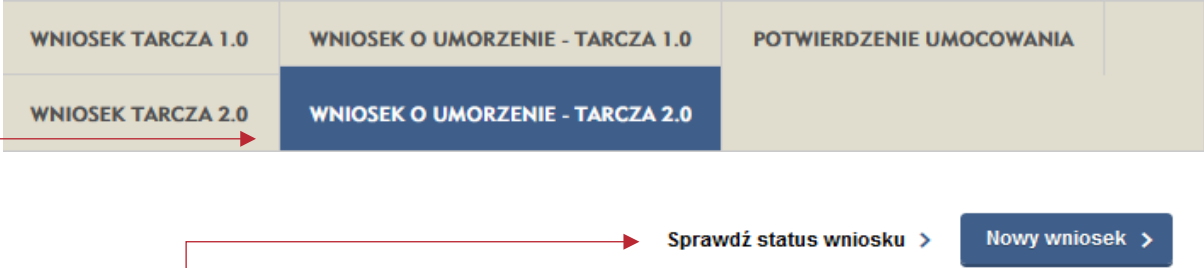 WNIOSEK TARCZA 1.0 WNIOSEK O UMORZENIE - TARCZA 1.0 POTWIERDZENIE UMOCOWANIA
WNIOSEK TARCZA 2.0 WNIOSEK O UMORZENIE - TARCZA 2.0
Sprawdź status wniosku > Nowy wniosek >